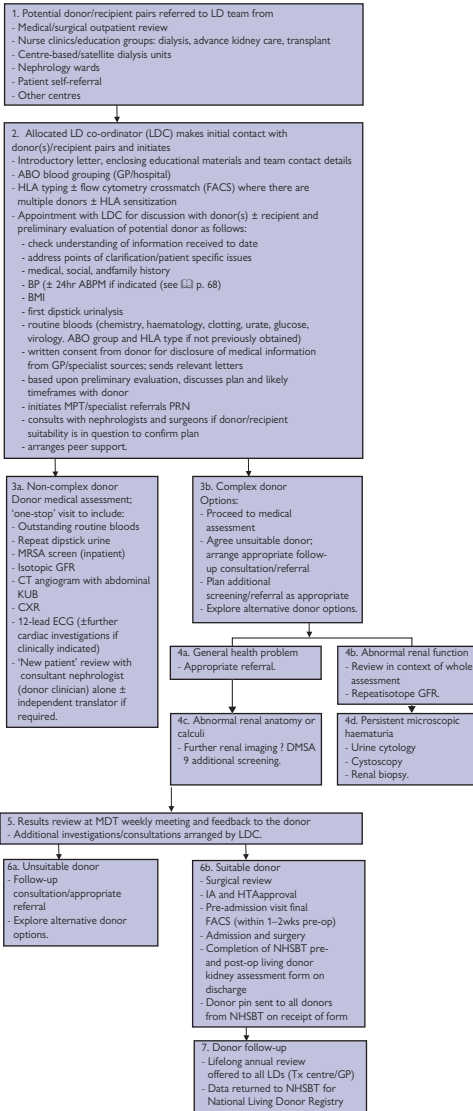 1. Potential donor/recipient pairs referred to LD team from
- Medical/surgical outpatient review
- Nurse clinics/education groups: dialysis, advance kidney care, transplant
- Centre-based/satellite dialysis units
- Nephrology wards
- Patient self-referral
- Other centres
2. Allocated LD co-ordinator (LDC) makes initial contact with
donor(s)/recipient pairs and initiates
- Introductory letter, enclosing educational materials and team contact details
- ABO blood grouping (GP/hospital)
- HLA typing ± flow cytometry crossmatch (FACS) where there are
multiple donors ± HLA sensitization
- Appointment with LDC for discussion with donor(s) ± recipient and
preliminary evaluation of potential donor as follows:
- check understanding of information received to date
- address points of clarification/patient specific issues
- medical, social, andfamily history
- BP (± 24hr ABPM if indicated (see 📖 p. 68)
- BMI
- first dipstick urinalysis
- routine bloods (chemistry, haematology, clotting, urate, glucose,
virology. ABO group and HLA type if not previously obtained)
- written consent from donor for disclosure of medical information
from GP/specialist sources; sends relevant letters
- based upon preliminary evaluation, discusses plan and likely
timeframes with donor
- initiates MPT/specialist referrals PRN
- consults with nephrologists and surgeons if donor/recipient
suitability is in question to confirm plan
- arranges peer support.
3a. Non-complex donor
Donor medical assessment;
'one-stop' visit to include:
- Outstanding routine bloods
- Repeat dipstick urine
- MRSA screen (inpatient)
- Isotopic GFR
- CT angiogram with abdominal
KUB
- CXR
- 12-lead ECG (±further
cardiac investigations if
clinically indicated)
- 'New patient' review with
consultant nephrologist
(donor clinician) alone ±
independent translator if
required.
3b. Complex donor
Options:
- Proceed to medical
assessment
- Agree unsuitable donor;
arrange appropriate follow-
up consultation/referral
- Plan additional
screening/referral as appropriate
- Explore alternative donor options.
4a. General health problem
- Appropriate referral.
4b. Abnormal renal function
- Review in context of whole
assessment
- Repeatisotope GFR.
4c. Abnormal renal anatomy or
calculi
- Further renal imaging ? DMSA
9 additional screening.
4d. Persistent microscopic
haematuria
- Urine cytology
- Cystoscopy
- Renal biopsy.
5. Results review at MDT weekly meeting and feedback to the donor
- Additional investigations/consultations arranged by LDC.
6a. Unsuitable donor
- Follow-up
consultation/appropriate
referral
- Explore alternative donor
options.
6b. Suitable donor
- Surgical review
- IA and HTAapproval
- Pre-admission visit final
FACS (within 1–2wks pre-op)
- Admission and surgery
- Completion of NHSBT pre-
and post-op living donor
kidney assessment form on
discharge
- Donor pin sent to all donors
from NHSBT on receipt of form
7. Donor follow-up
- Lifelong annual review
offered to all LDs (Tx centre/GP)
- Data returned to NHSBT for
National Living Donor Registry